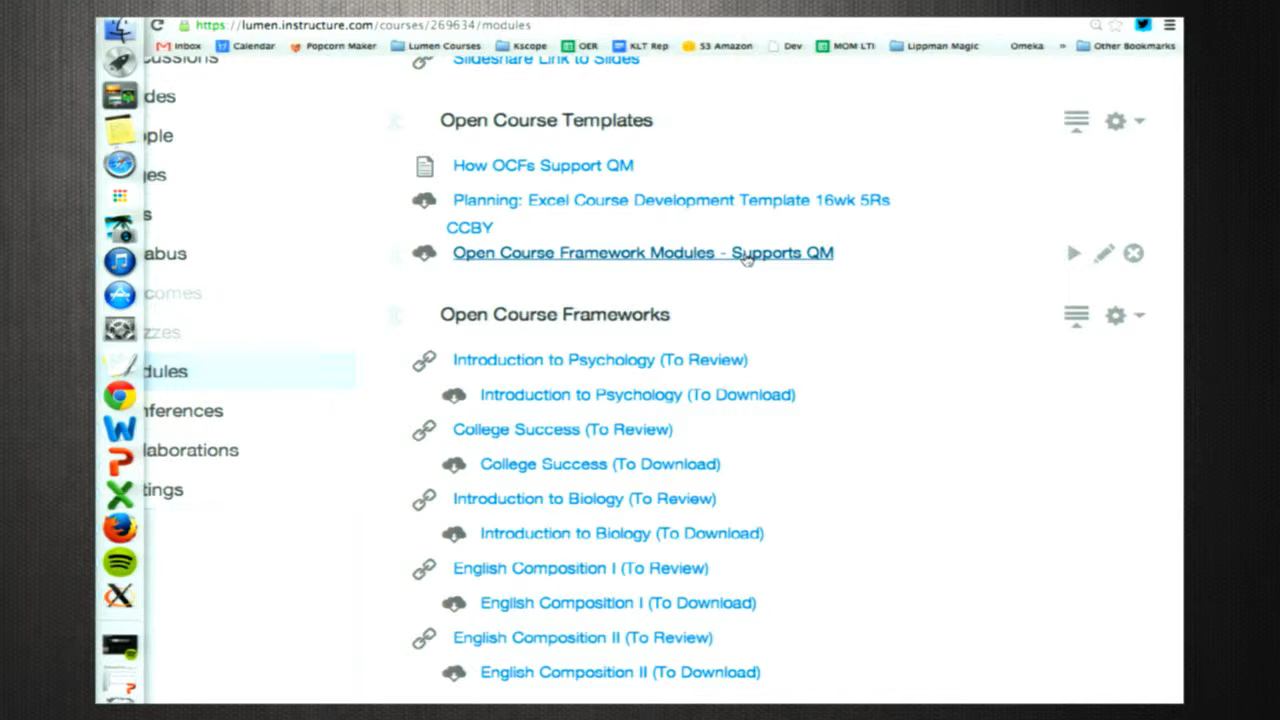 https://lumen.instructure.com/courses/269634/modules
Inbox Calendar Popcorn Maker Lumen Courses Kscope OER KLT Rep S3 Amazon Dev MOM LTI Lippman Magic Omeka » Other Bookmarks
cussions
Slideshare Link to Slides
des
Open Course Templates
ople
How OCFs Support QM
ges
Planning: Excel Course Development Template 16wk 5Rs
s
CCBY
abus
Open Course Framework Modules - Supports QM
comes
Open Course Frameworks
zzes
Introduction to Psychology (To Review)
dules
Introduction to Psychology (To Download)
nferences
College Success (To Review)
laborations
College Success (To Download)
tings
Introduction to Biology (To Review)
Introduction to Biology (To Download)
English Composition I (To Review)
English Composition I (To Download)
English Composition II (To Review)
English Composition II (To Download)